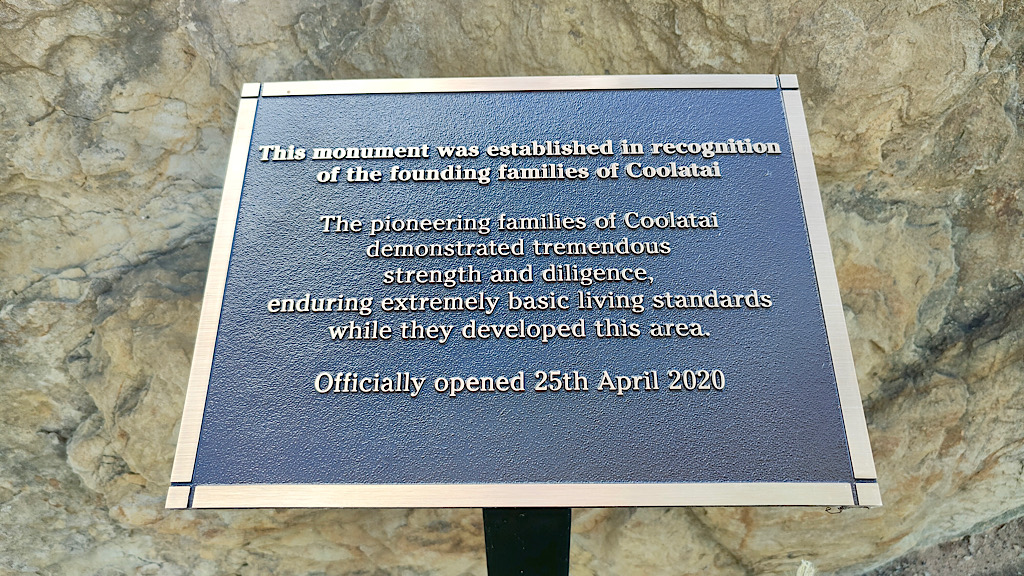 This monument was established in recognition
of the founding families of Coolatai
The pioneering families of Coolatai
demonstrated tremendous
strength and diligence,
enduring extremely basic living standards
while they developed this area.
Officially opened 25th April 2020